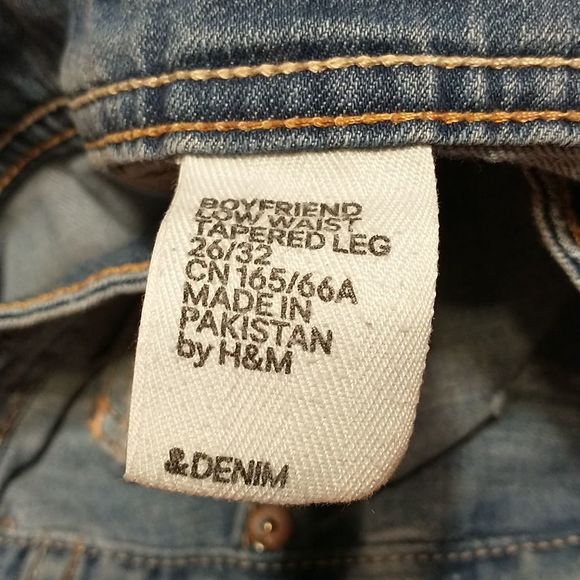 BOYFRIEND
LOW WAIST
TAPERED LEG
26/32
CN 165/66A
MADE IN
PAKISTAN
by H&M
&DENIM